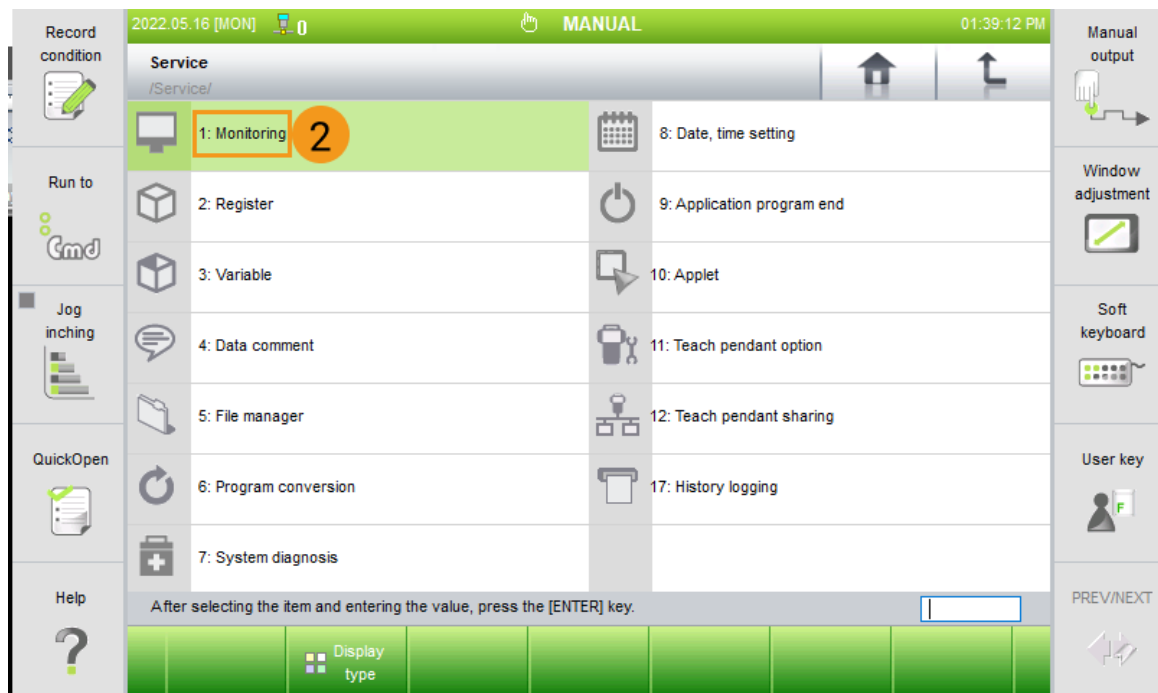 Record
condition
Run to
Cmd
Jog
inching
QuickOpen
Help
2022.05.16 [MON] 0 MANUAL 01:39:12 PM
Service
/Service/
1: Monitoring 2
2: Register
3: Variable
4: Data comment
5: File manager
6: Program conversion
7: System diagnosis
8: Date, time setting
9: Application program end
10: Applet
11: Teach pendant option
12: Teach pendant sharing
17: History logging
After selecting the item and entering the value, press the [ENTER] key.
Display
type
Manual
output
Window
adjustment
Soft
keyboard
User key
F
PREV/NEXT